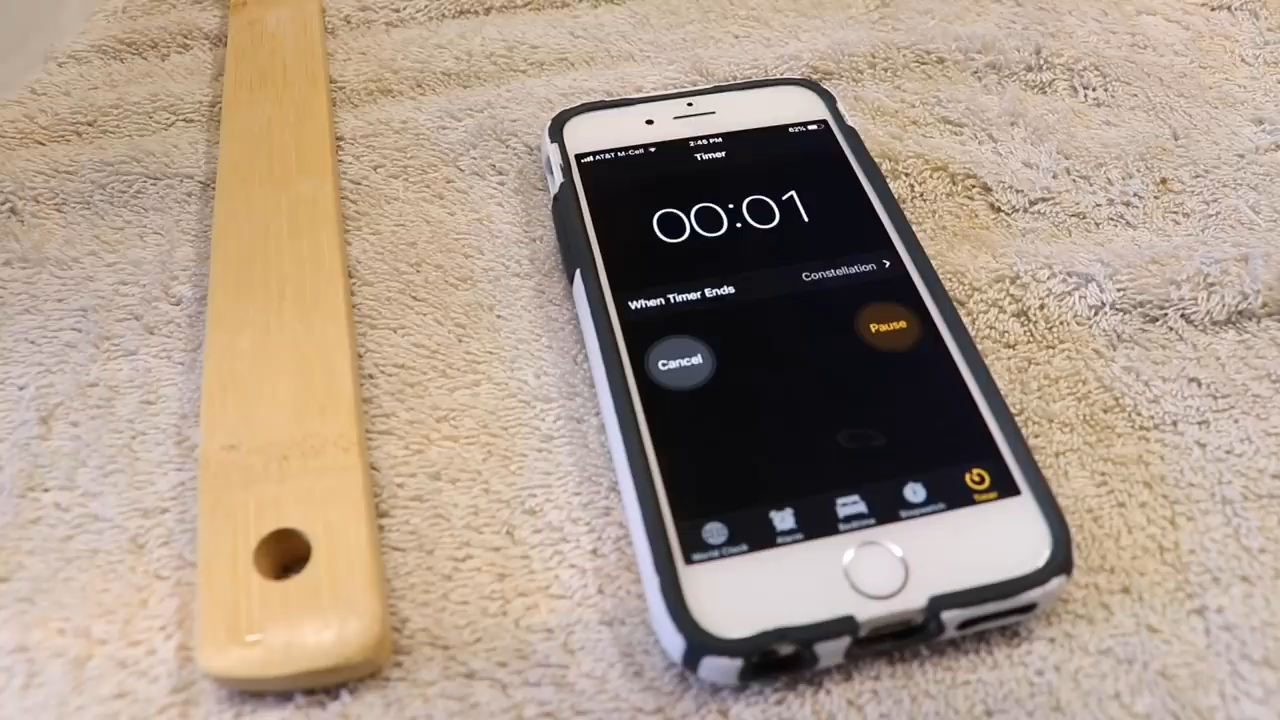 AT&T M-Cell 2:45 PM 62%
Timer
00:01
When Timer Ends Constellation
Cancel Pause
World Clock Alarm Bedtime Stopwatch Timer